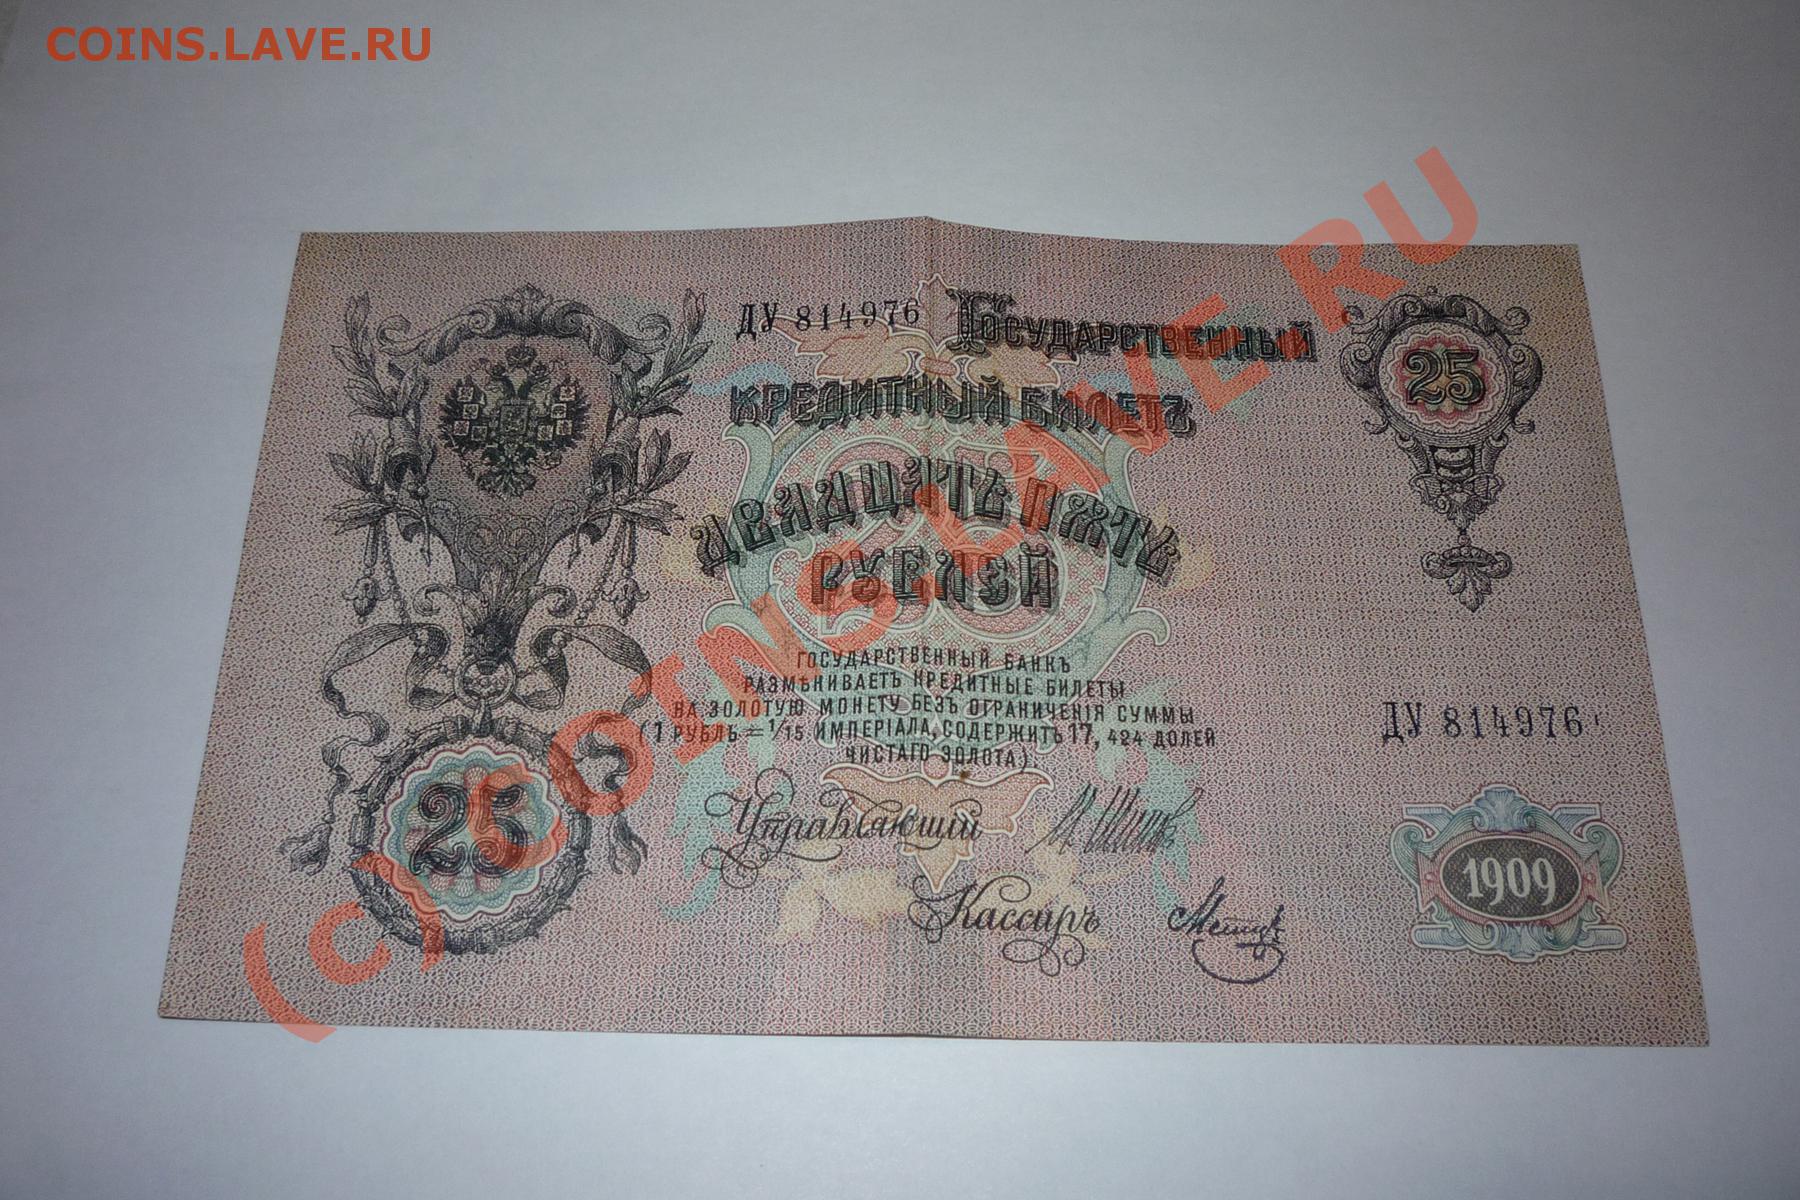 COINS.LAVE.RU
ДУ 814976
Государственный
25
КРЕДИТНЫЙ БИЛЕТЪ
ДВАДЦАТЬ ПѦТЬ
РУБЛЕЙ
ГОСУДАРСТВЕННЫЙ БАНКЪ
РАЗМѢНИВАЕТЪ КРЕДИТНЫЕ БИЛЕТЫ
НА ЗОЛОТУЮ МОНЕТУ БЕЗЪ ОГРАНИЧЕНІЯ СУММЫ
(1 РУБЛЬ = 1/15 ИМПЕРІАЛА, СОДЕРЖИТЪ 17,424 ДОЛЕЙ
ЧИСТАГО ЗОЛОТА).
ДУ 814976
25
Управляющий
1909
Кассиръ
(c) COINS.LAVE.RU